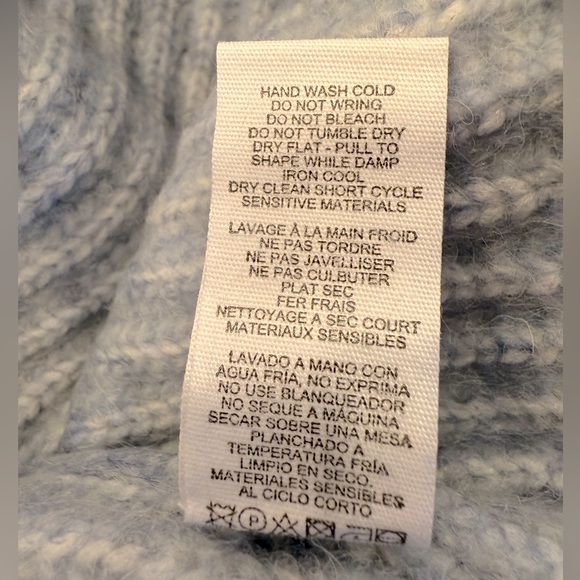 HAND WASH COLD
DO NOT WRING
DO NOT BLEACH
DO NOT TUMBLE DRY
DRY FLAT - PULL TO
SHAPE WHILE DAMP
IRON COOL
DRY CLEAN SHORT CYCLE
SENSITIVE MATERIALS
LAVAGE À LA MAIN FROID
NE PAS TORDRE
NE PAS JAVELLISER
NE PAS CULBUTER
PLAT SEC
FER FRAIS
NETTOYAGE A SEC COURT
MATERIAUX SENSIBLES
LAVADO A MANO CON
AGUA FRÍA, NO EXPRIMA
NO USE BLANQUEADOR
NO SEQUE A MÁQUINA
SECAR SOBRE UNA MESA
PLANCHADO A
TEMPERATURA FRÍA
LIMPIO EN SECO.
MATERIALES SENSIBLES
AL CICLO CORTO
P